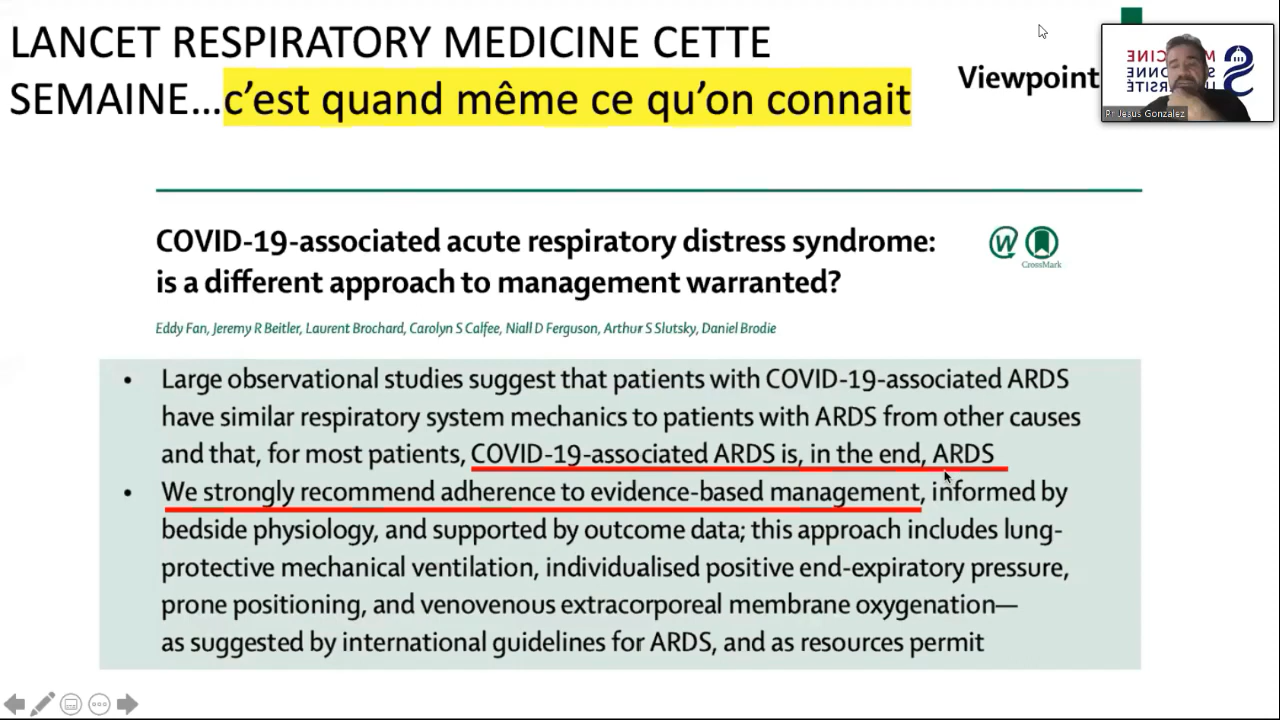 LANCET RESPIRATORY MEDICINE CETTE
SEMAINE...c'est quand même ce qu'on connait
Viewpoint
MEDICINE
SORBONNE
UNIVERSITÉ
Pr Jesus Gonzalez
COVID-19-associated acute respiratory distress syndrome:
is a different approach to management warranted?
CrossMark
Eddy Fan, Jeremy R Beitler, Laurent Brochard, Carolyn S Calfee, Niall D Ferguson, Arthur S Slutsky, Daniel Brodie
• Large observational studies suggest that patients with COVID-19-associated ARDS
have similar respiratory system mechanics to patients with ARDS from other causes
and that, for most patients, COVID-19-associated ARDS is, in the end, ARDS
• We strongly recommend adherence to evidence-based management, informed by
bedside physiology, and supported by outcome data; this approach includes lung-
protective mechanical ventilation, individualised positive end-expiratory pressure,
prone positioning, and venovenous extracorporeal membrane oxygenation—
as suggested by international guidelines for ARDS, and as resources permit